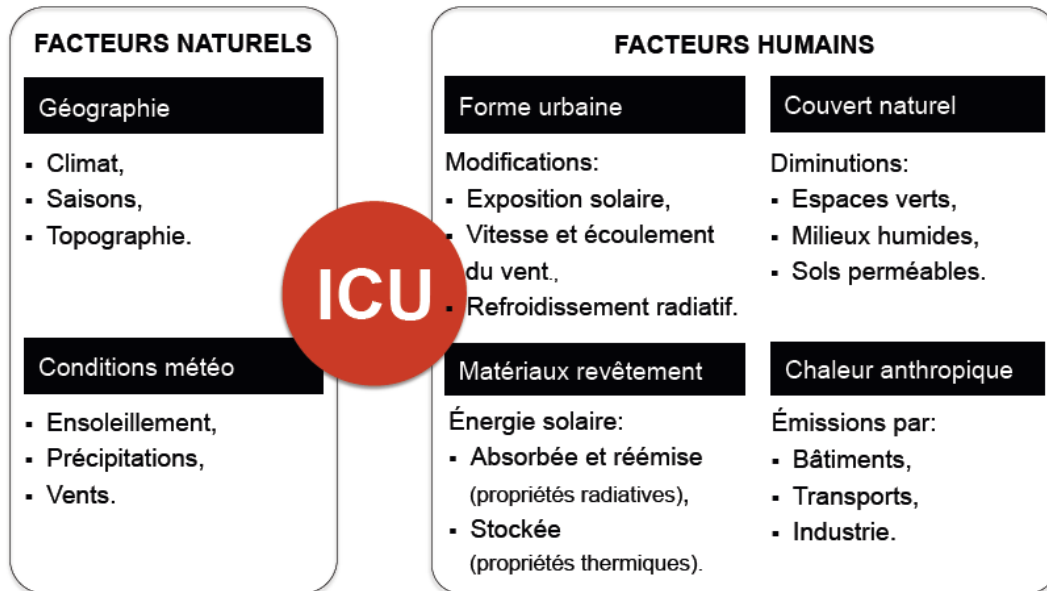 FACTEURS NATURELS
Géographie
▪ Climat,
▪ Saisons,
▪ Topographie.
Conditions météo
▪ Ensoleillement,
▪ Précipitations,
▪ Vents.
ICU
FACTEURS HUMAINS
Forme urbaine
Modifications:
▪ Exposition solaire,
▪ Vitesse et écoulement
du vent.,
▪ Refroidissement radiatif.
Couvert naturel
Diminutions:
▪ Espaces verts,
▪ Milieux humides,
▪ Sols perméables.
Matériaux revêtement
Énergie solaire:
▪ Absorbée et réémise
(propriétés radiatives),
▪ Stockée
(propriétés thermiques).
Chaleur anthropique
Émissions par:
▪ Bâtiments,
▪ Transports,
▪ Industrie.